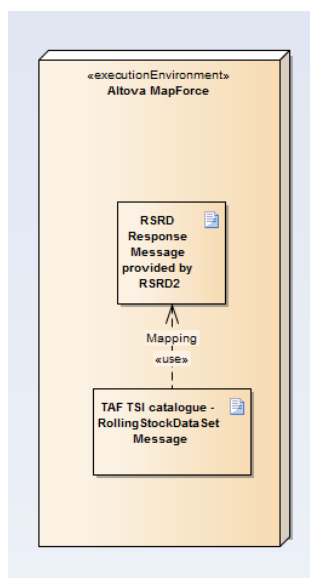 «executionEnvironment»
Altova MapForce
RSRD
Response
Message
provided by
RSRD2
Mapping
«use»
TAF TSI catalogue -
RollingStockDataSet
Message